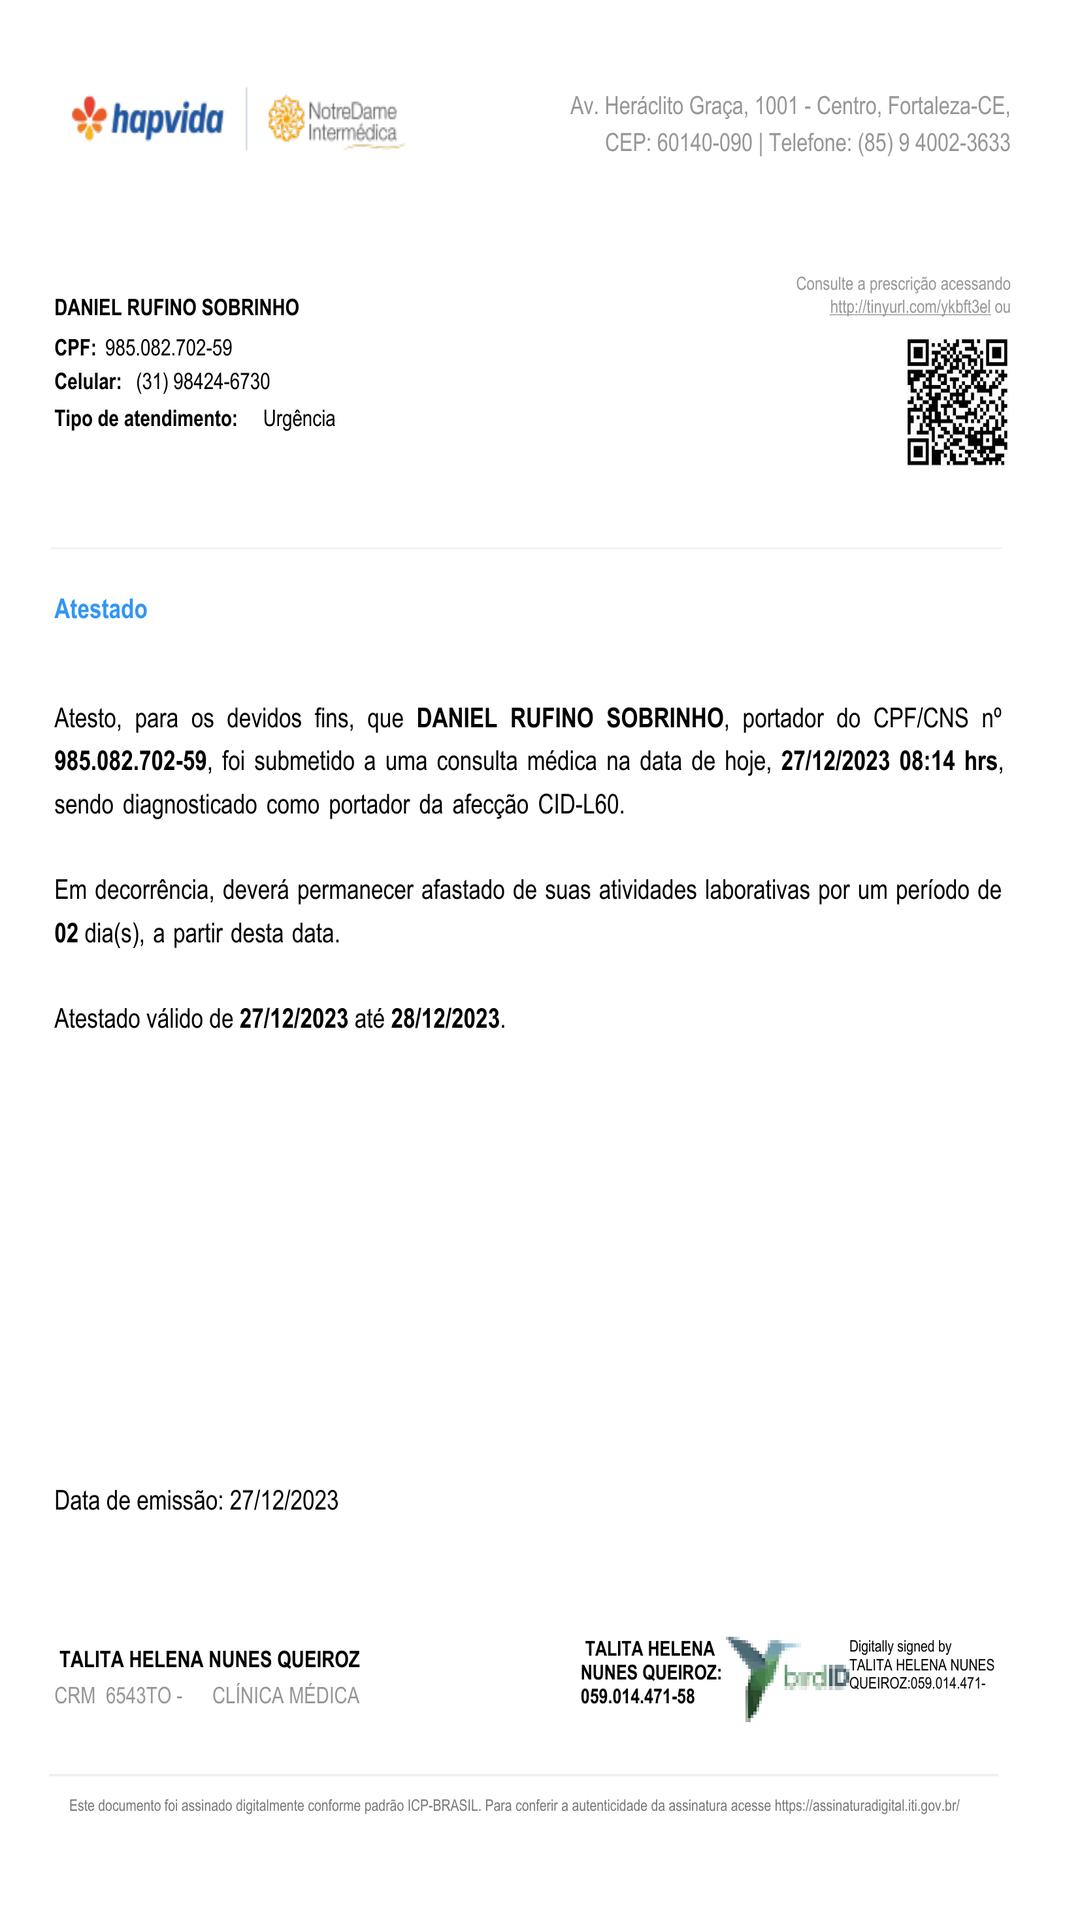 hapvida
NotreDame
Intermédica
Av. Heráclito Graça, 1001 - Centro, Fortaleza-CE,
CEP: 60140-090 | Telefone: (85) 9 4002-3633
Consulte a prescrição acessando
http://tinyurl.com/ykbft3el ou
DANIEL RUFINO SOBRINHO
CPF: 985.082.702-59
Celular: (31) 98424-6730
Tipo de atendimento: Urgência
Atestado
Atesto, para os devidos fins, que DANIEL RUFINO SOBRINHO, portador do CPF/CNS nº
985.082.702-59, foi submetido a uma consulta médica na data de hoje, 27/12/2023 08:14 hrs,
sendo diagnosticado como portador da afecção CID-L60.
Em decorrência, deverá permanecer afastado de suas atividades laborativas por um período de
02 dia(s), a partir desta data.
Atestado válido de 27/12/2023 até 28/12/2023.
Data de emissão: 27/12/2023
TALITA HELENA NUNES QUEIROZ
CRM 6543TO - CLÍNICA MÉDICA
TALITA HELENA
NUNES QUEIROZ:
059.014.471-58
birdID
Digitally signed by
TALITA HELENA NUNES
QUEIROZ:059.014.471-
Este documento foi assinado digitalmente conforme padrão ICP-BRASIL. Para conferir a autenticidade da assinatura acesse https://assinaturadigital.iti.gov.br/